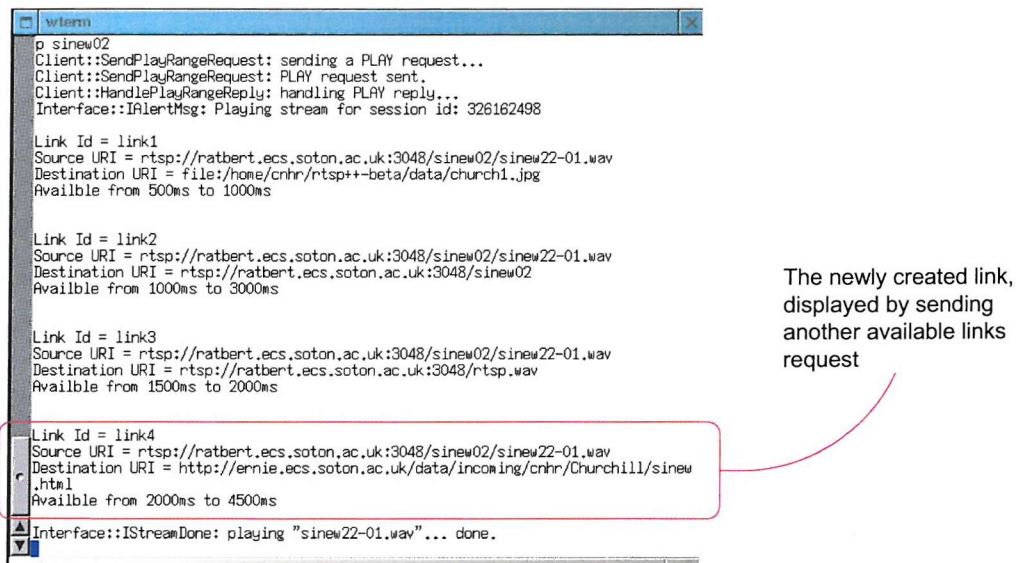 wterm
p sinew02
Client::SendPlayRangeRequest: sending a PLAY request...
Client::SendPlayRangeRequest: PLAY request sent.
Client::HandlePlayRangeReply: handling PLAY reply...
Interface::IAlertMsg: Playing stream for session id: 326162498
Link Id = link1
Source URI = rtsp://ratbert.ecs.soton.ac.uk:3048/sinew02/sinew22-01.wav
Destination URI = file:/home/cnhr/rtsp++-beta/data/church1.jpg
Availble from 500ms to 1000ms
Link Id = link2
Source URI = rtsp://ratbert.ecs.soton.ac.uk:3048/sinew02/sinew22-01.wav
Destination URI = rtsp://ratbert.ecs.soton.ac.uk:3048/sinew02
Availble from 1000ms to 3000ms
Link Id = link3
Source URI = rtsp://ratbert.ecs.soton.ac.uk:3048/sinew02/sinew22-01.wav
Destination URI = rtsp://ratbert.ecs.soton.ac.uk:3048/rtsp.wav
Availble from 1500ms to 2000ms
Link Id = link4
Source URI = rtsp://ratbert.ecs.soton.ac.uk:3048/sinew02/sinew22-01.wav
Destination URI = http://ernie.ecs.soton.ac.uk/data/incoming/cnhr/Churchill/sinew
.html
Availble from 2000ms to 4500ms
Interface::IStreamDone: playing "sinew22-01.wav"... done.
The newly created link,
displayed by sending
another available links
request